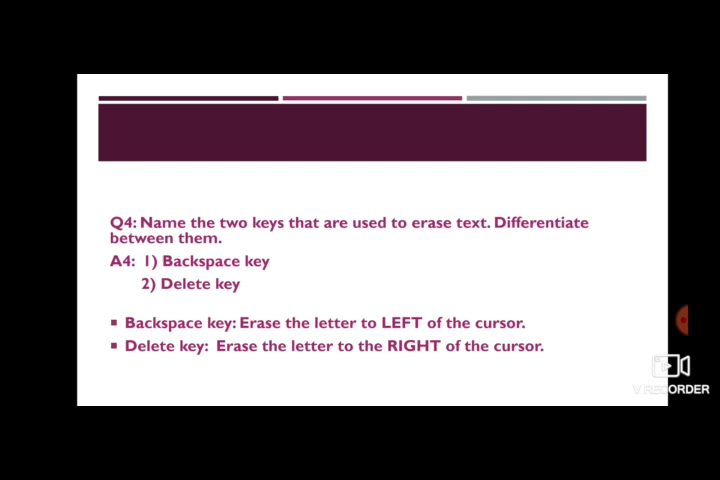 Q4: Name the two keys that are used to erase text. Differentiate
between them.
A4: 1) Backspace key
2) Delete key
▪ Backspace key: Erase the letter to LEFT of the cursor.
▪ Delete key: Erase the letter to the RIGHT of the cursor.
V RECORDER